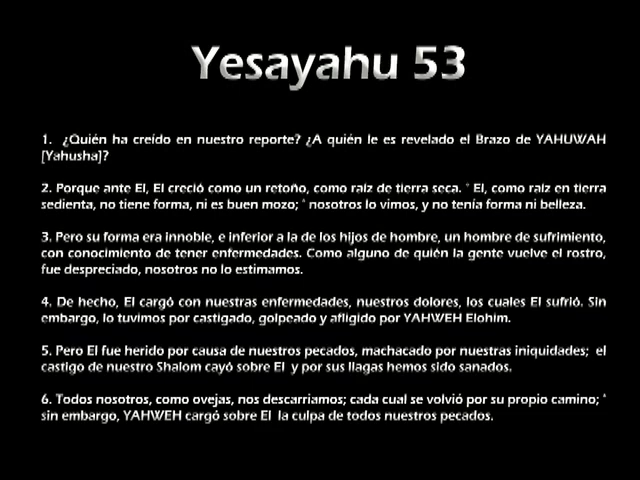 Yesayahu 53
1. ¿Quién ha creído en nuestro reporte? ¿A quién le es revelado el Brazo de YAHUWAH
[Yahusha]?
2. Porque ante El, El creció como un retoño, como raíz de tierra seca. * El, como raíz en tierra
sedienta, no tiene forma, ni es buen mozo; * nosotros lo vimos, y no tenía forma ni belleza.
3. Pero su forma era innoble, e inferior a la de los hijos de hombre, un hombre de sufrimiento,
con conocimiento de tener enfermedades. Como alguno de quién la gente vuelve el rostro,
fue despreciado, nosotros no lo estimamos.
4. De hecho, El cargó con nuestras enfermedades, nuestros dolores, los cuales El sufrió. Sin
embargo, lo tuvimos por castigado, golpeado y afligido por YAHWEH Elohim.
5. Pero El fue herido por causa de nuestros pecados, machacado por nuestras iniquidades; el
castigo de nuestro Shalom cayó sobre El y por sus llagas hemos sido sanados.
6. Todos nosotros, como ovejas, nos descarriamos; cada cual se volvió por su propio camino; *
sin embargo, YAHWEH cargó sobre El la culpa de todos nuestros pecados.